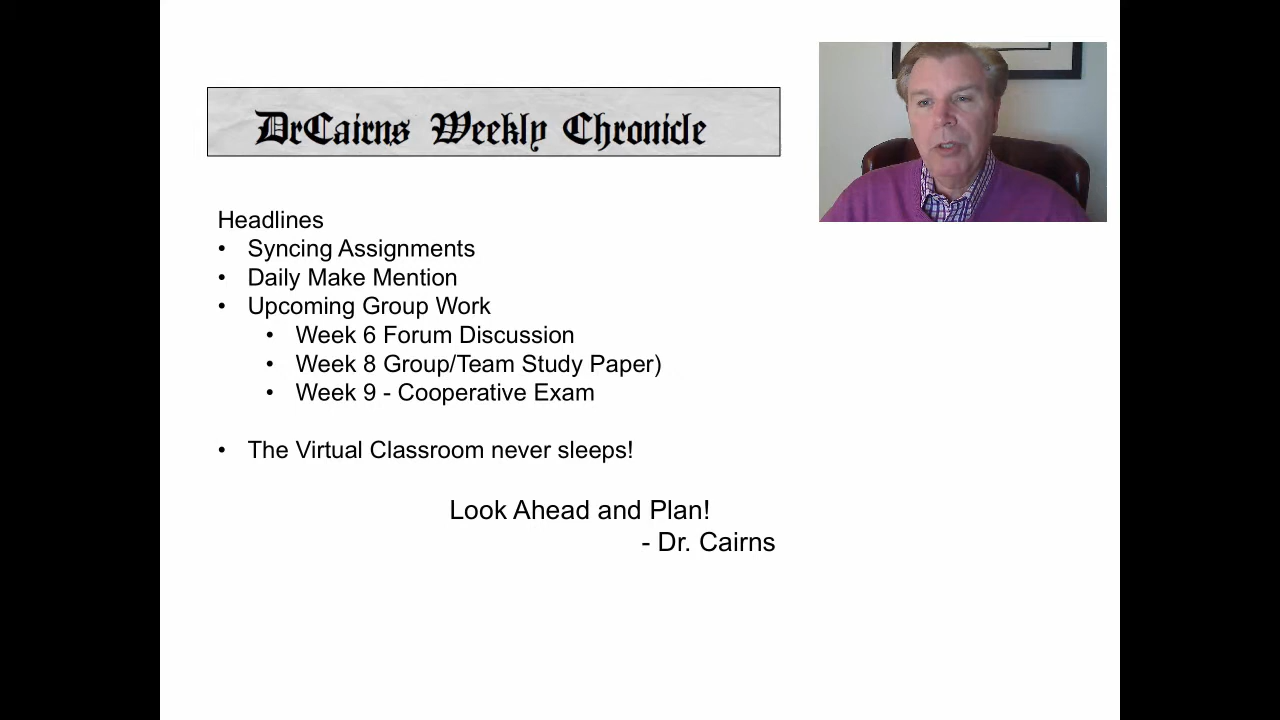 DrCairns Weekly Chronicle
Headlines
• Syncing Assignments
• Daily Make Mention
• Upcoming Group Work
• Week 6 Forum Discussion
• Week 8 Group/Team Study Paper)
• Week 9 - Cooperative Exam
• The Virtual Classroom never sleeps!
Look Ahead and Plan!
- Dr. Cairns